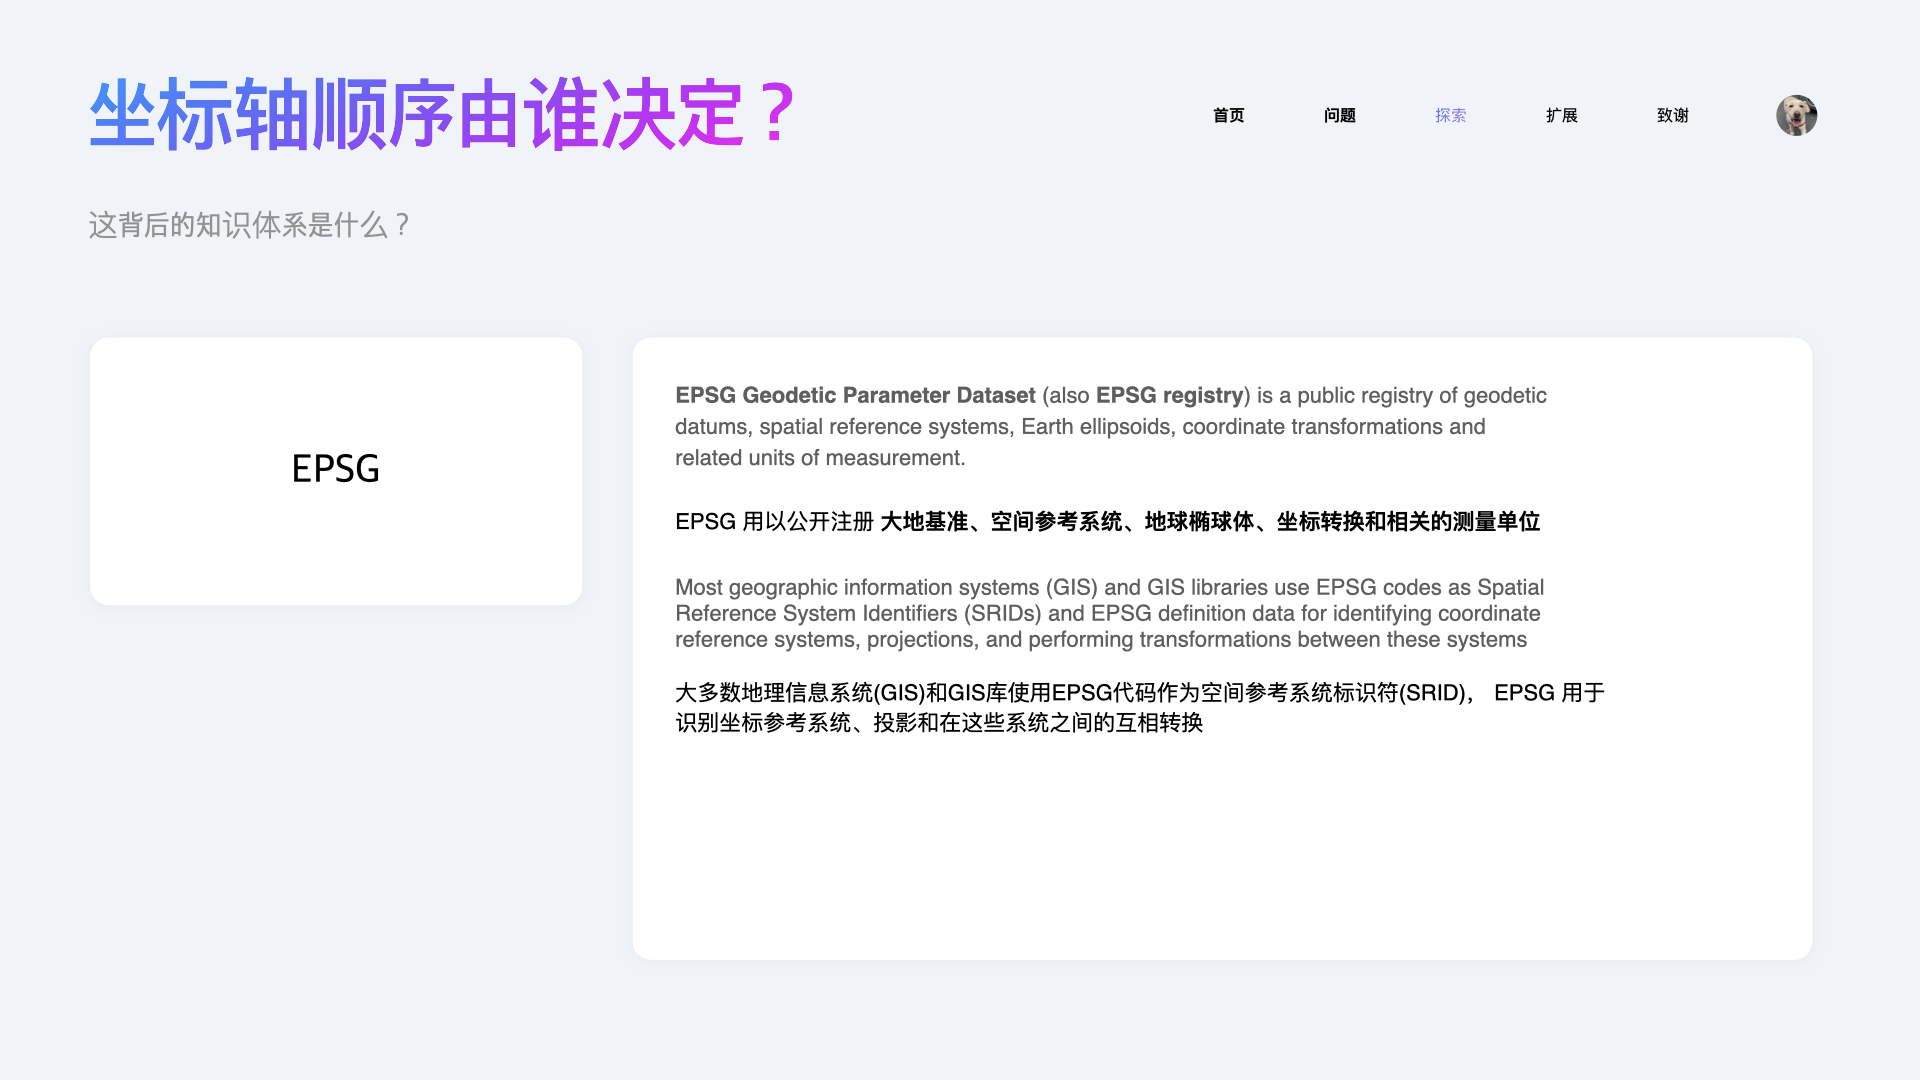 坐标轴顺序由谁决定？
首页
问题
探索
扩展
致谢
这背后的知识体系是什么？
EPSG
EPSG Geodetic Parameter Dataset (also EPSG registry) is a public registry of geodetic
datums, spatial reference systems, Earth ellipsoids, coordinate transformations and
related units of measurement.
EPSG 用以公开注册 大地基准、空间参考系统、地球椭球体、坐标转换和相关的测量单位
Most geographic information systems (GIS) and GIS libraries use EPSG codes as Spatial
Reference System Identifiers (SRIDs) and EPSG definition data for identifying coordinate
reference systems, projections, and performing transformations between these systems
大多数地理信息系统(GIS)和GIS库使用EPSG代码作为空间参考系统标识符(SRID)， EPSG 用于
识别坐标参考系统、投影和在这些系统之间的互相转换